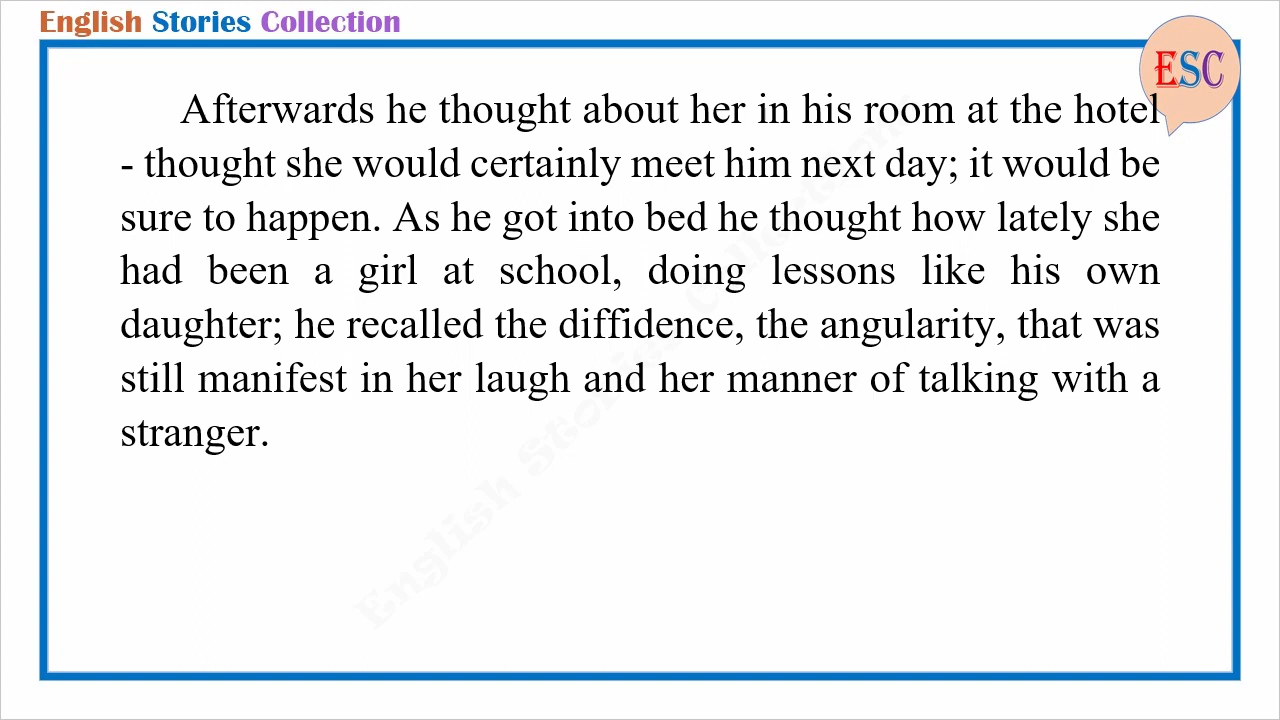 English Stories Collection
ESC
Afterwards he thought about her in his room at the hotel
- thought she would certainly meet him next day; it would be
sure to happen. As he got into bed he thought how lately she
had been a girl at school, doing lessons like his own
daughter; he recalled the diffidence, the angularity, that was
still manifest in her laugh and her manner of talking with a
stranger.
English Stories Collection